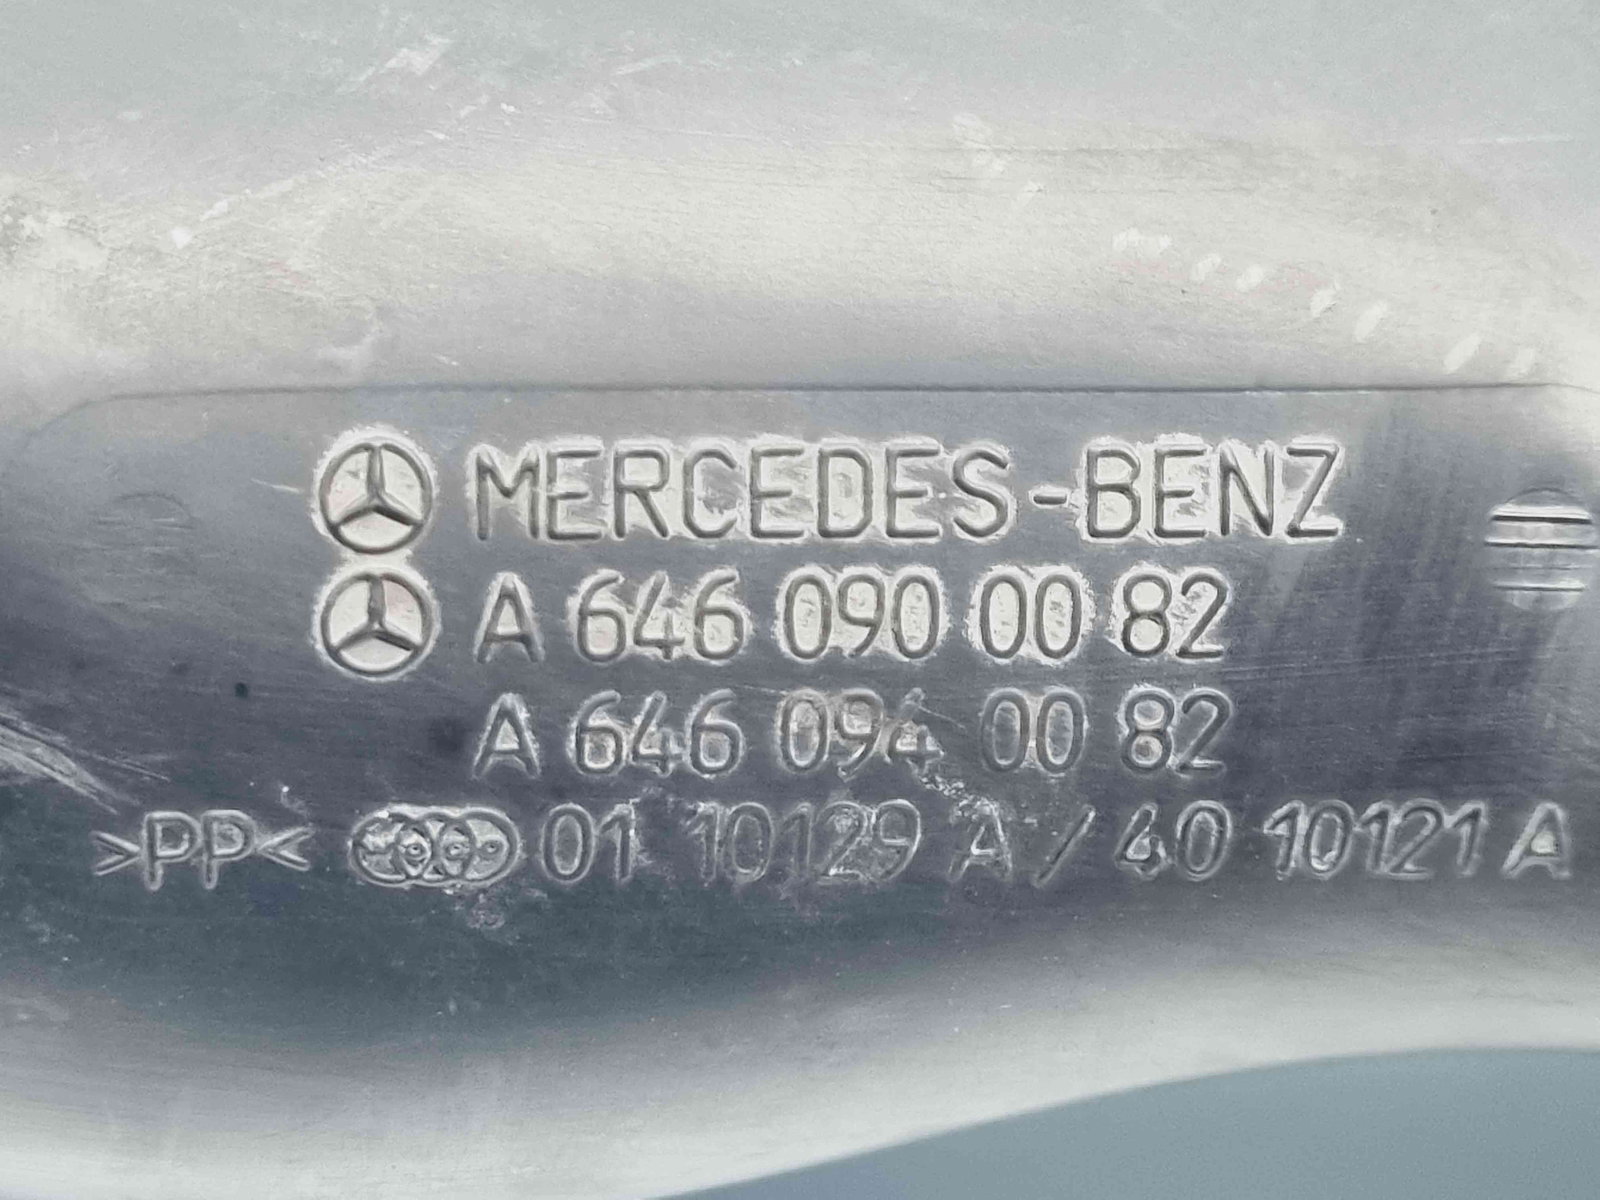 MERCEDES-BENZ
A 646 090 00 82
A 646 094 00 82
>PP< 01 10129 A / 40 10121 A